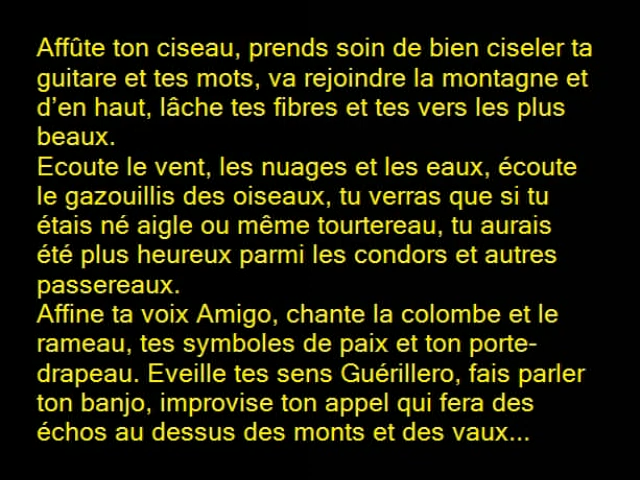 Affûte ton ciseau, prends soin de bien ciseler ta
guitare et tes mots, va rejoindre la montagne et
d'en haut, lâche tes fibres et tes vers les plus
beaux.
Ecoute le vent, les nuages et les eaux, écoute
le gazouillis des oiseaux, tu verras que si tu
étais né aigle ou même tourtereau, tu aurais
été plus heureux parmi les condors et autres
passereaux.
Affine ta voix Amigo, chante la colombe et le
rameau, tes symboles de paix et ton porte-
drapeau. Eveille tes sens Guérillero, fais parler
ton banjo, improvise ton appel qui fera des
échos au dessus des monts et des vaux...